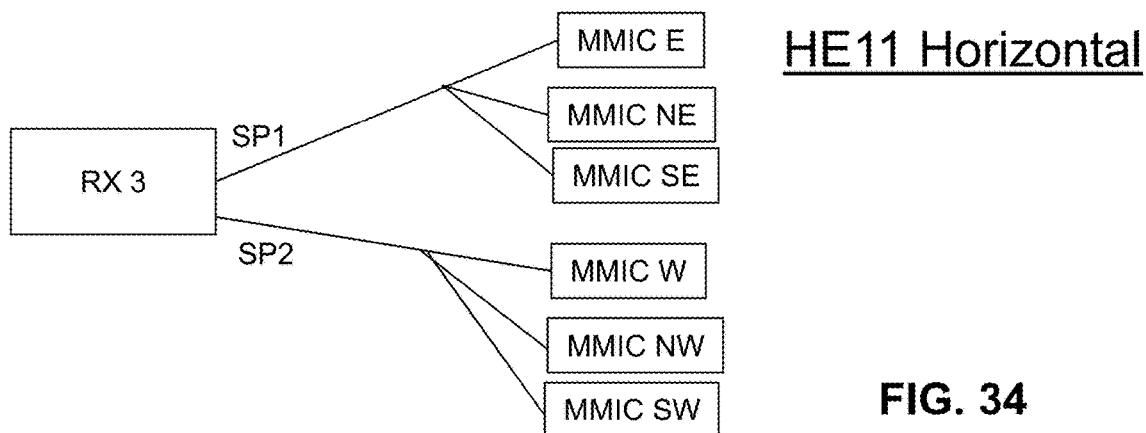 HE11 Horizontal
MMIC E
MMIC NE
SP1
RX 3
MMIC SE
SP2
MMIC W
MMIC NW
MMIC SW
FIG. 34